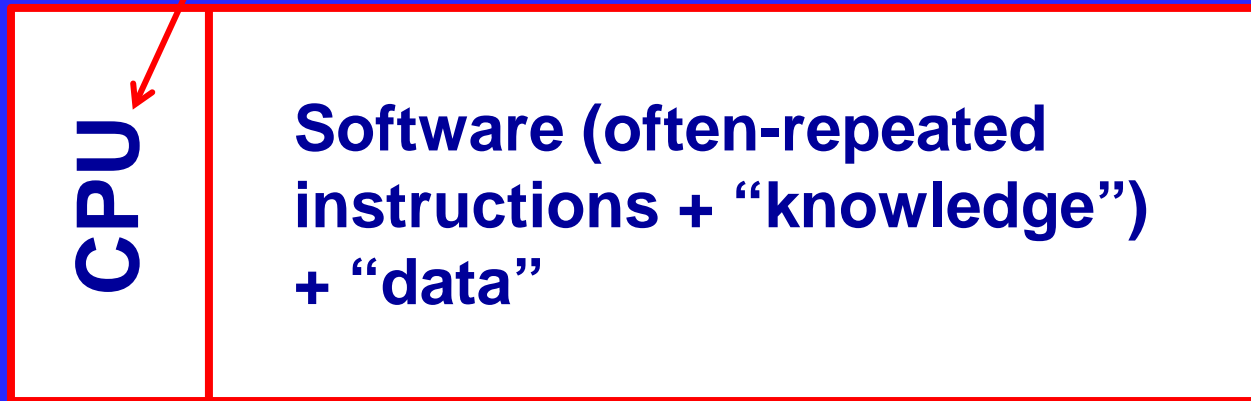 CPU
Software (often-repeated
instructions + “knowledge”)
+ “data”